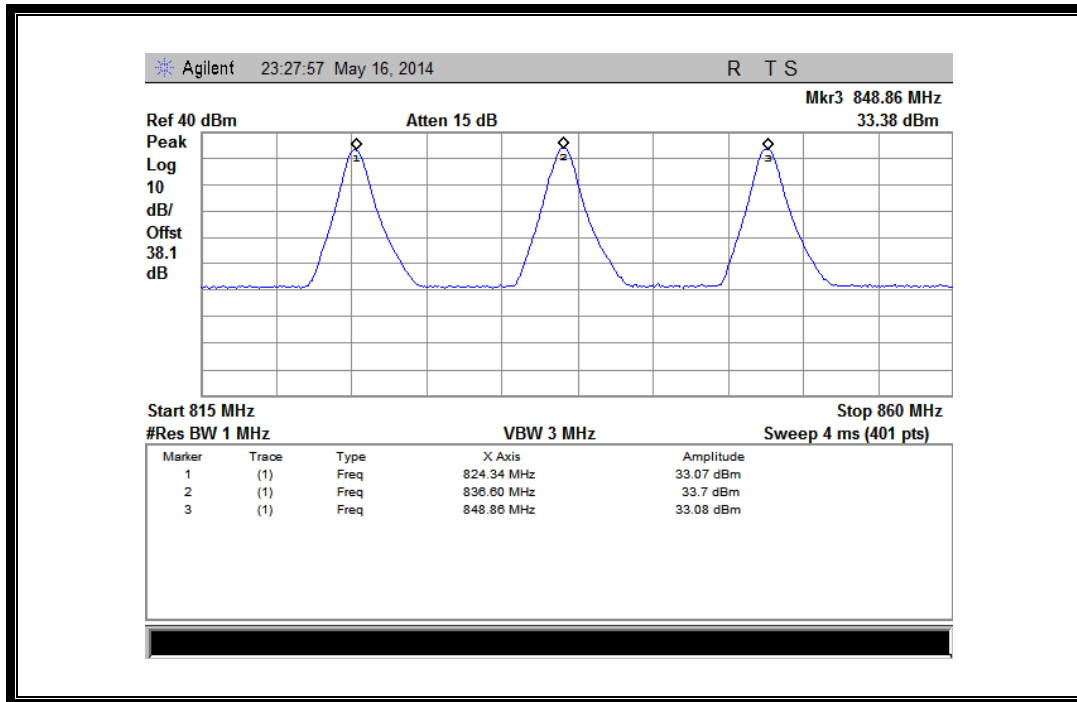 Agilent 23:27:57 May 16, 2014 R T S
Mkr3 848.86 MHz
Ref 40 dBm Atten 15 dB 33.38 dBm
Peak
Log
10
dB/
Offst
38.1
dB
1 2 3
Start 815 MHz Stop 860 MHz
#Res BW 1 MHz VBW 3 MHz Sweep 4 ms (401 pts)
Marker Trace Type X Axis Amplitude
1 (1) Freq 824.34 MHz 33.07 dBm
2 (1) Freq 836.60 MHz 33.7 dBm
3 (1) Freq 848.86 MHz 33.08 dBm